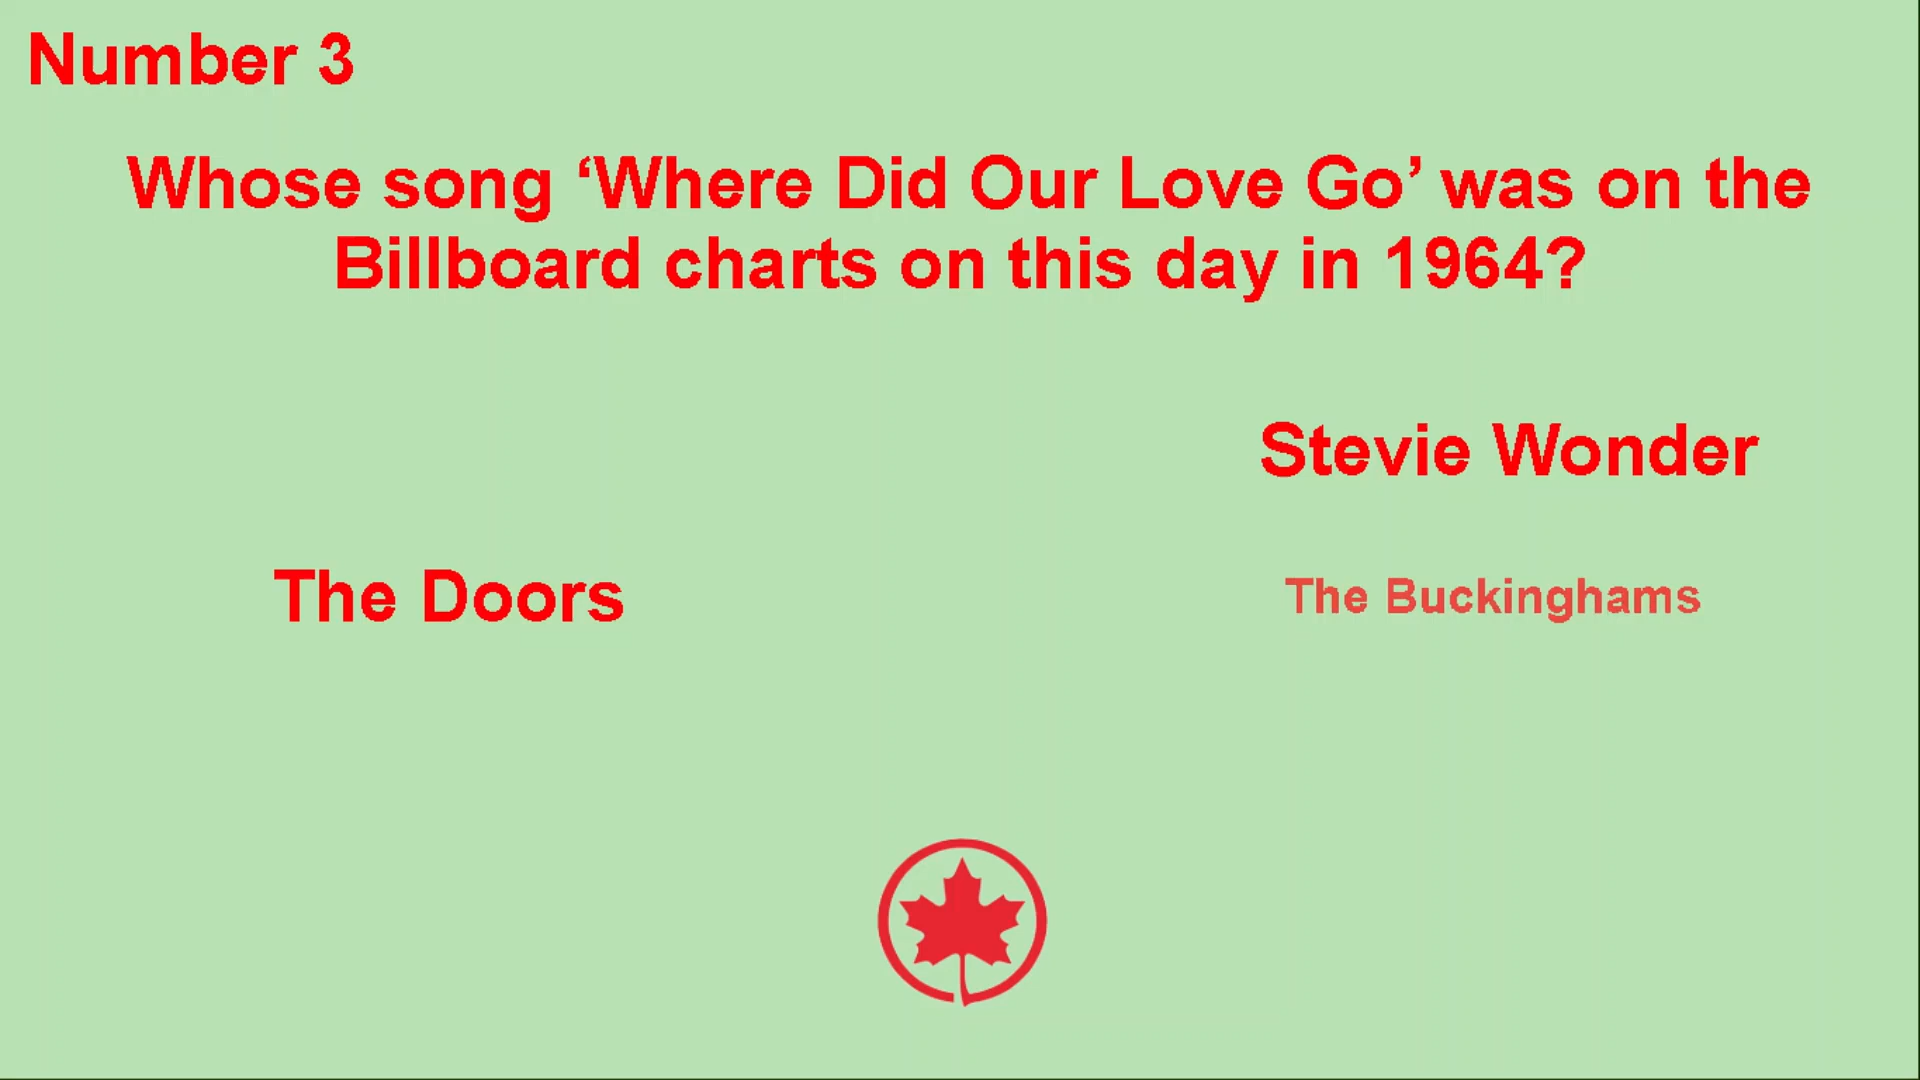 Number 3
Whose song ‘Where Did Our Love Go’ was on the
Billboard charts on this day in 1964?
Stevie Wonder
The Doors
The Buckinghams